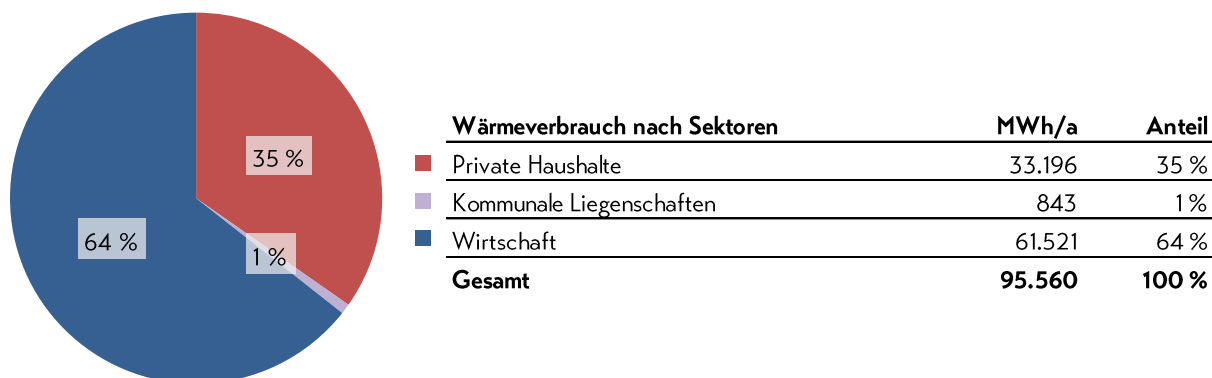 35 %
64 %
1 %
Wärmeverbrauch nach Sektoren MWh/a Anteil
Private Haushalte 33.196 35 %
Kommunale Liegenschaften 843 1 %
Wirtschaft 61.521 64 %
Gesamt 95.560 100 %